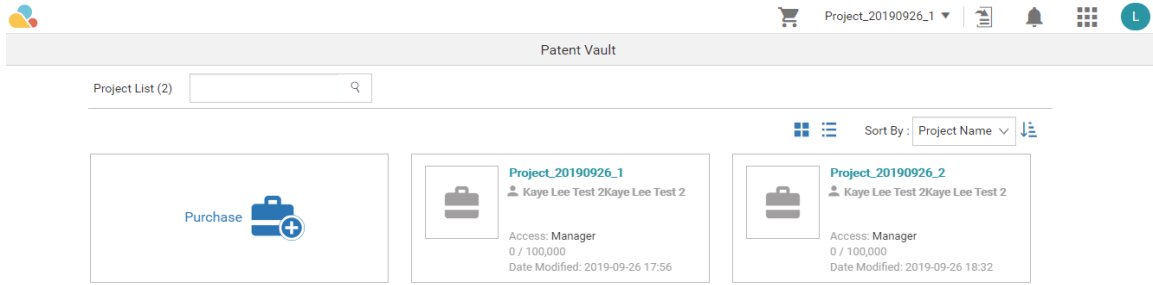 Project_20190926_1
L
Patent Vault
Project List (2)
Sort By : Project Name
Purchase
Project_20190926_1
Kaye Lee Test 2Kaye Lee Test 2
Access: Manager
0 / 100,000
Date Modified: 2019-09-26 17:56
Project_20190926_2
Kaye Lee Test 2Kaye Lee Test 2
Access: Manager
0 / 100,000
Date Modified: 2019-09-26 18:32